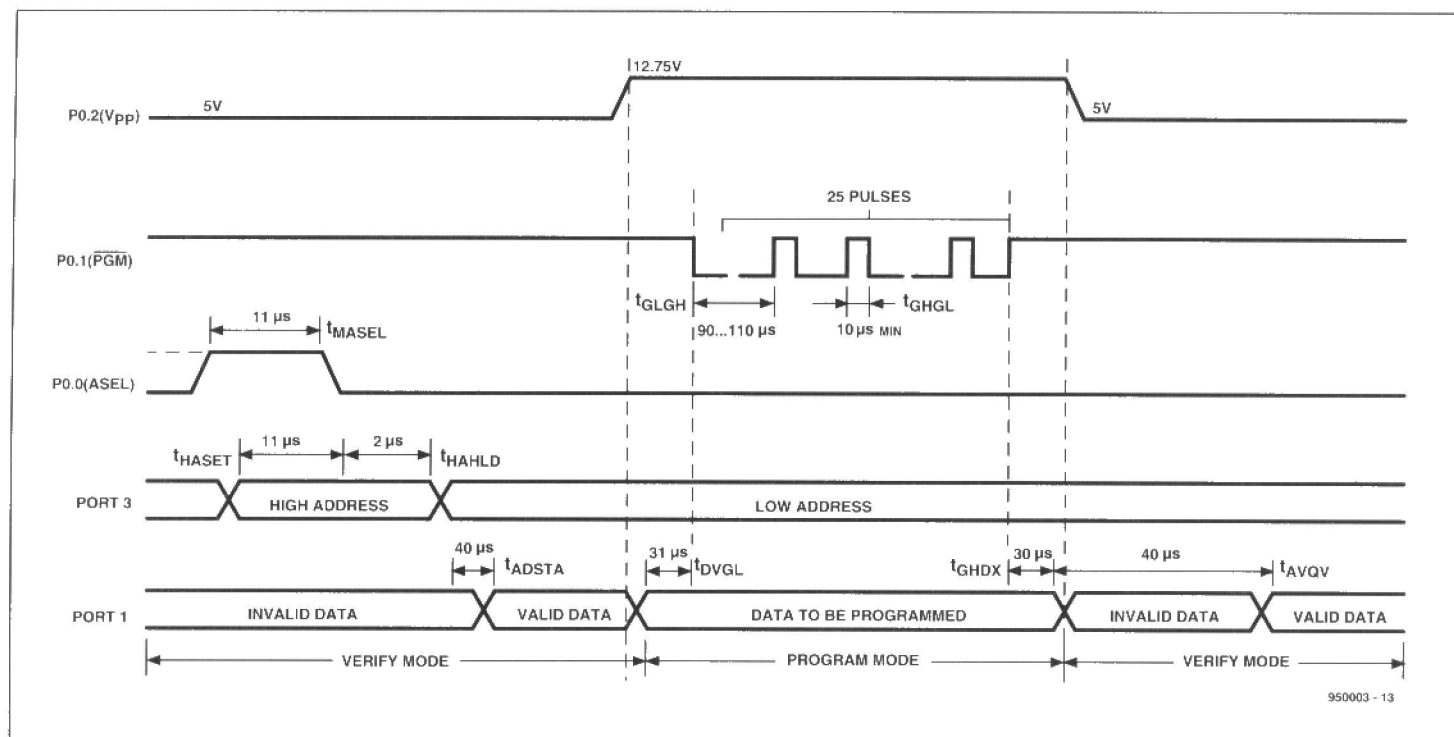 12.75V
P0.2(VPP)
5V
5V
25 PULSES
P0.1(PGM)
tGLGH
tGHGL
90...110 µs
10 µs MIN
11 µs
tMASEL
P0.0(ASEL)
11 µs
2 µs
tHASET
tHAHLD
PORT 3
HIGH ADDRESS
LOW ADDRESS
40 µs
tADSTA
31 µs
tDVGL
tGHDX
30 µs
40 µs
tAVQV
PORT 1
INVALID DATA
VALID DATA
DATA TO BE PROGRAMMED
INVALID DATA
VALID DATA
VERIFY MODE
PROGRAM MODE
VERIFY MODE
950003 - 13